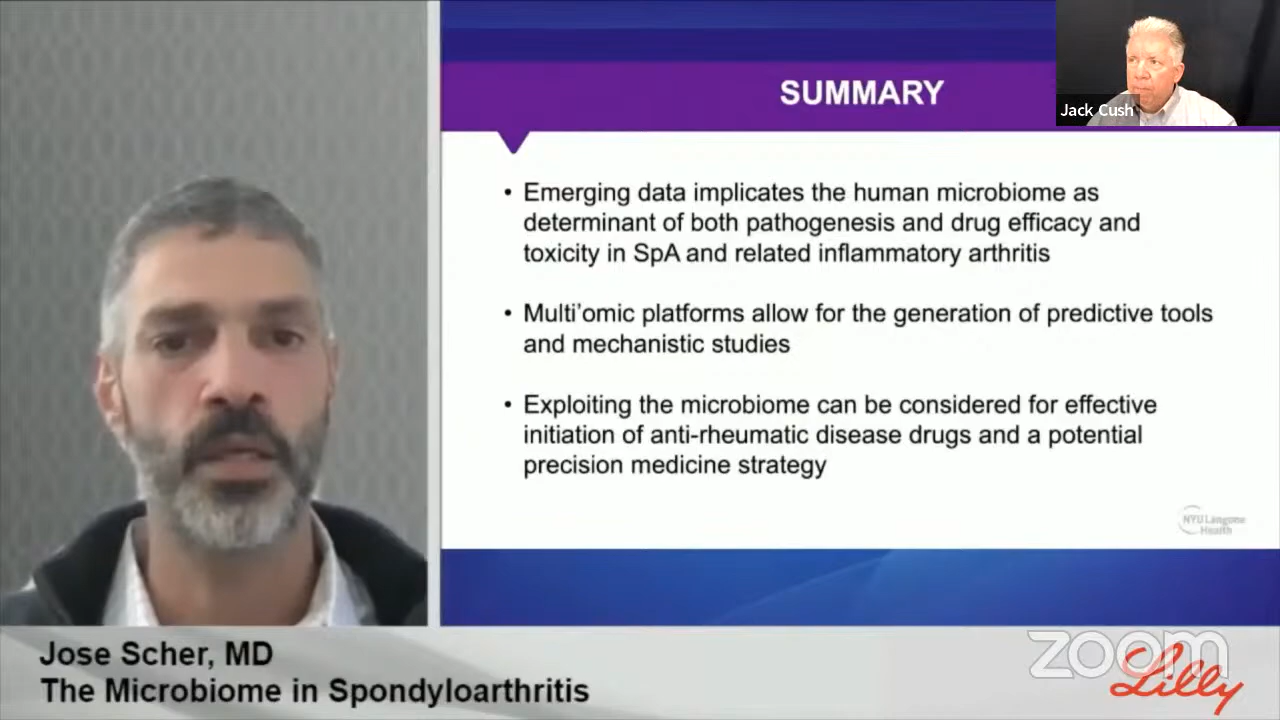 SUMMARY
Jack Cush
• Emerging data implicates the human microbiome as
determinant of both pathogenesis and drug efficacy and
toxicity in SpA and related inflammatory arthritis
• Multi'omic platforms allow for the generation of predictive tools
and mechanistic studies
• Exploiting the microbiome can be considered for effective
initiation of anti-rheumatic disease drugs and a potential
precision medicine strategy
NYU Langone
Health
Jose Scher, MD
The Microbiome in Spondyloarthritis
zoom
Lilly